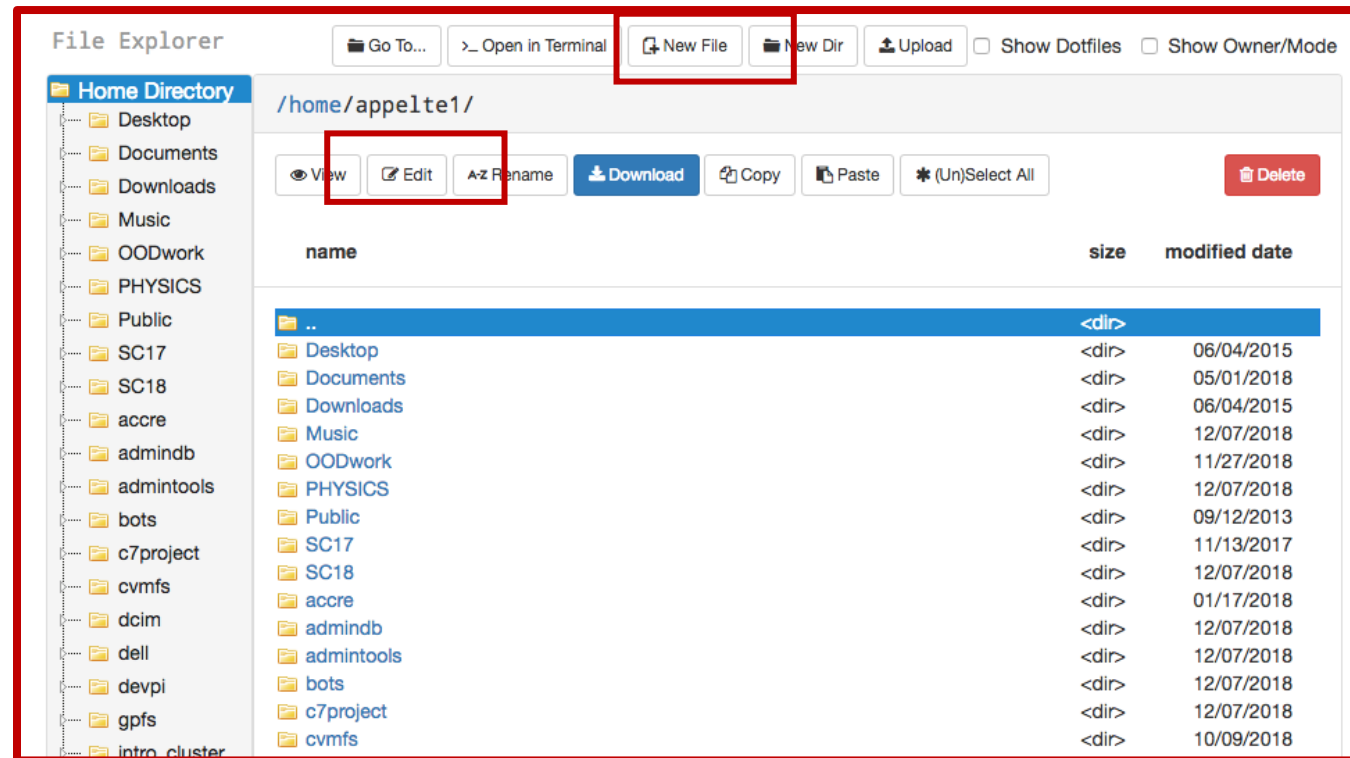 File Explorer
Go To... >_ Open in Terminal New File New Dir Upload Show Dotfiles Show Owner/Mode
Home Directory
Desktop
Documents
Downloads
Music
OODwork
PHYSICS
Public
SC17
SC18
accre
admindb
admintools
bots
c7project
cvmfs
dcim
dell
devpi
gpfs
intro_cluster
/home/appelte1/
View Edit A-Z Rename Download Copy Paste (Un)Select All Delete
name size modified date
.. <dir>
Desktop <dir> 06/04/2015
Documents <dir> 05/01/2018
Downloads <dir> 06/04/2015
Music <dir> 12/07/2018
OODwork <dir> 11/27/2018
PHYSICS <dir> 12/07/2018
Public <dir> 09/12/2013
SC17 <dir> 11/13/2017
SC18 <dir> 12/07/2018
accre <dir> 01/17/2018
admindb <dir> 12/07/2018
admintools <dir> 12/07/2018
bots <dir> 12/07/2018
c7project <dir> 12/07/2018
cvmfs <dir> 10/09/2018